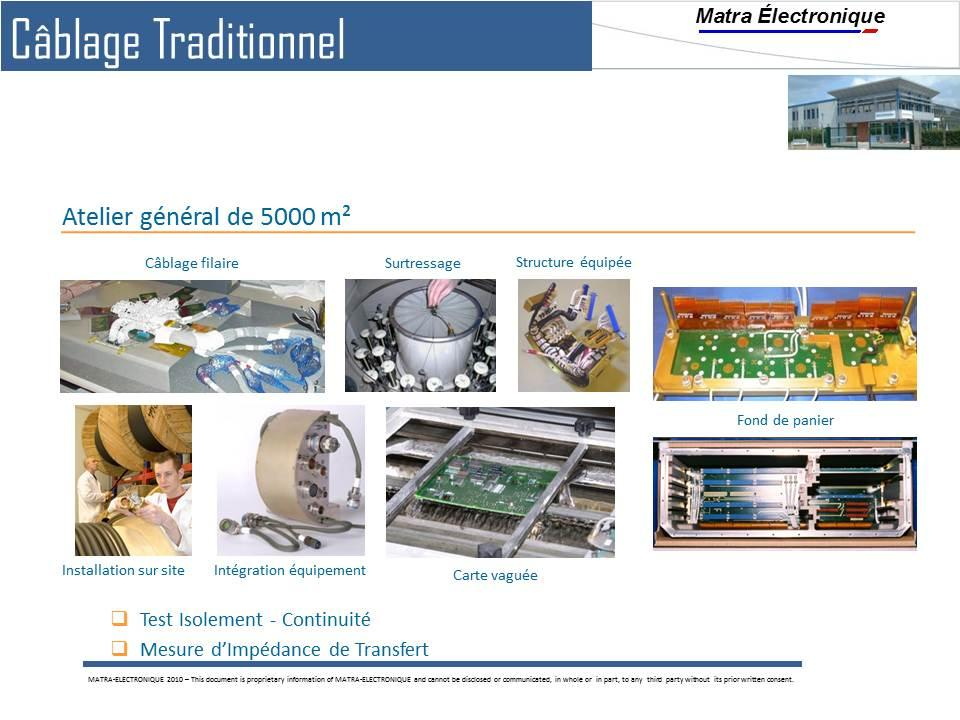 Câblage Traditionnel
Matra Électronique
Atelier général de 5000 m²
Câblage filaire
Surtressage
Structure équipée
Fond de panier
Installation sur site
Intégration équipement
Carte vaguée
Test Isolement - Continuité
Mesure d’Impédance de Transfert
MATRA-ELECTRONIQUE 2010 – This document is proprietary information of MATRA-ELECTRONIQUE and cannot be disclosed or communicated, in whole or in part, to any third party without its prior written consent.